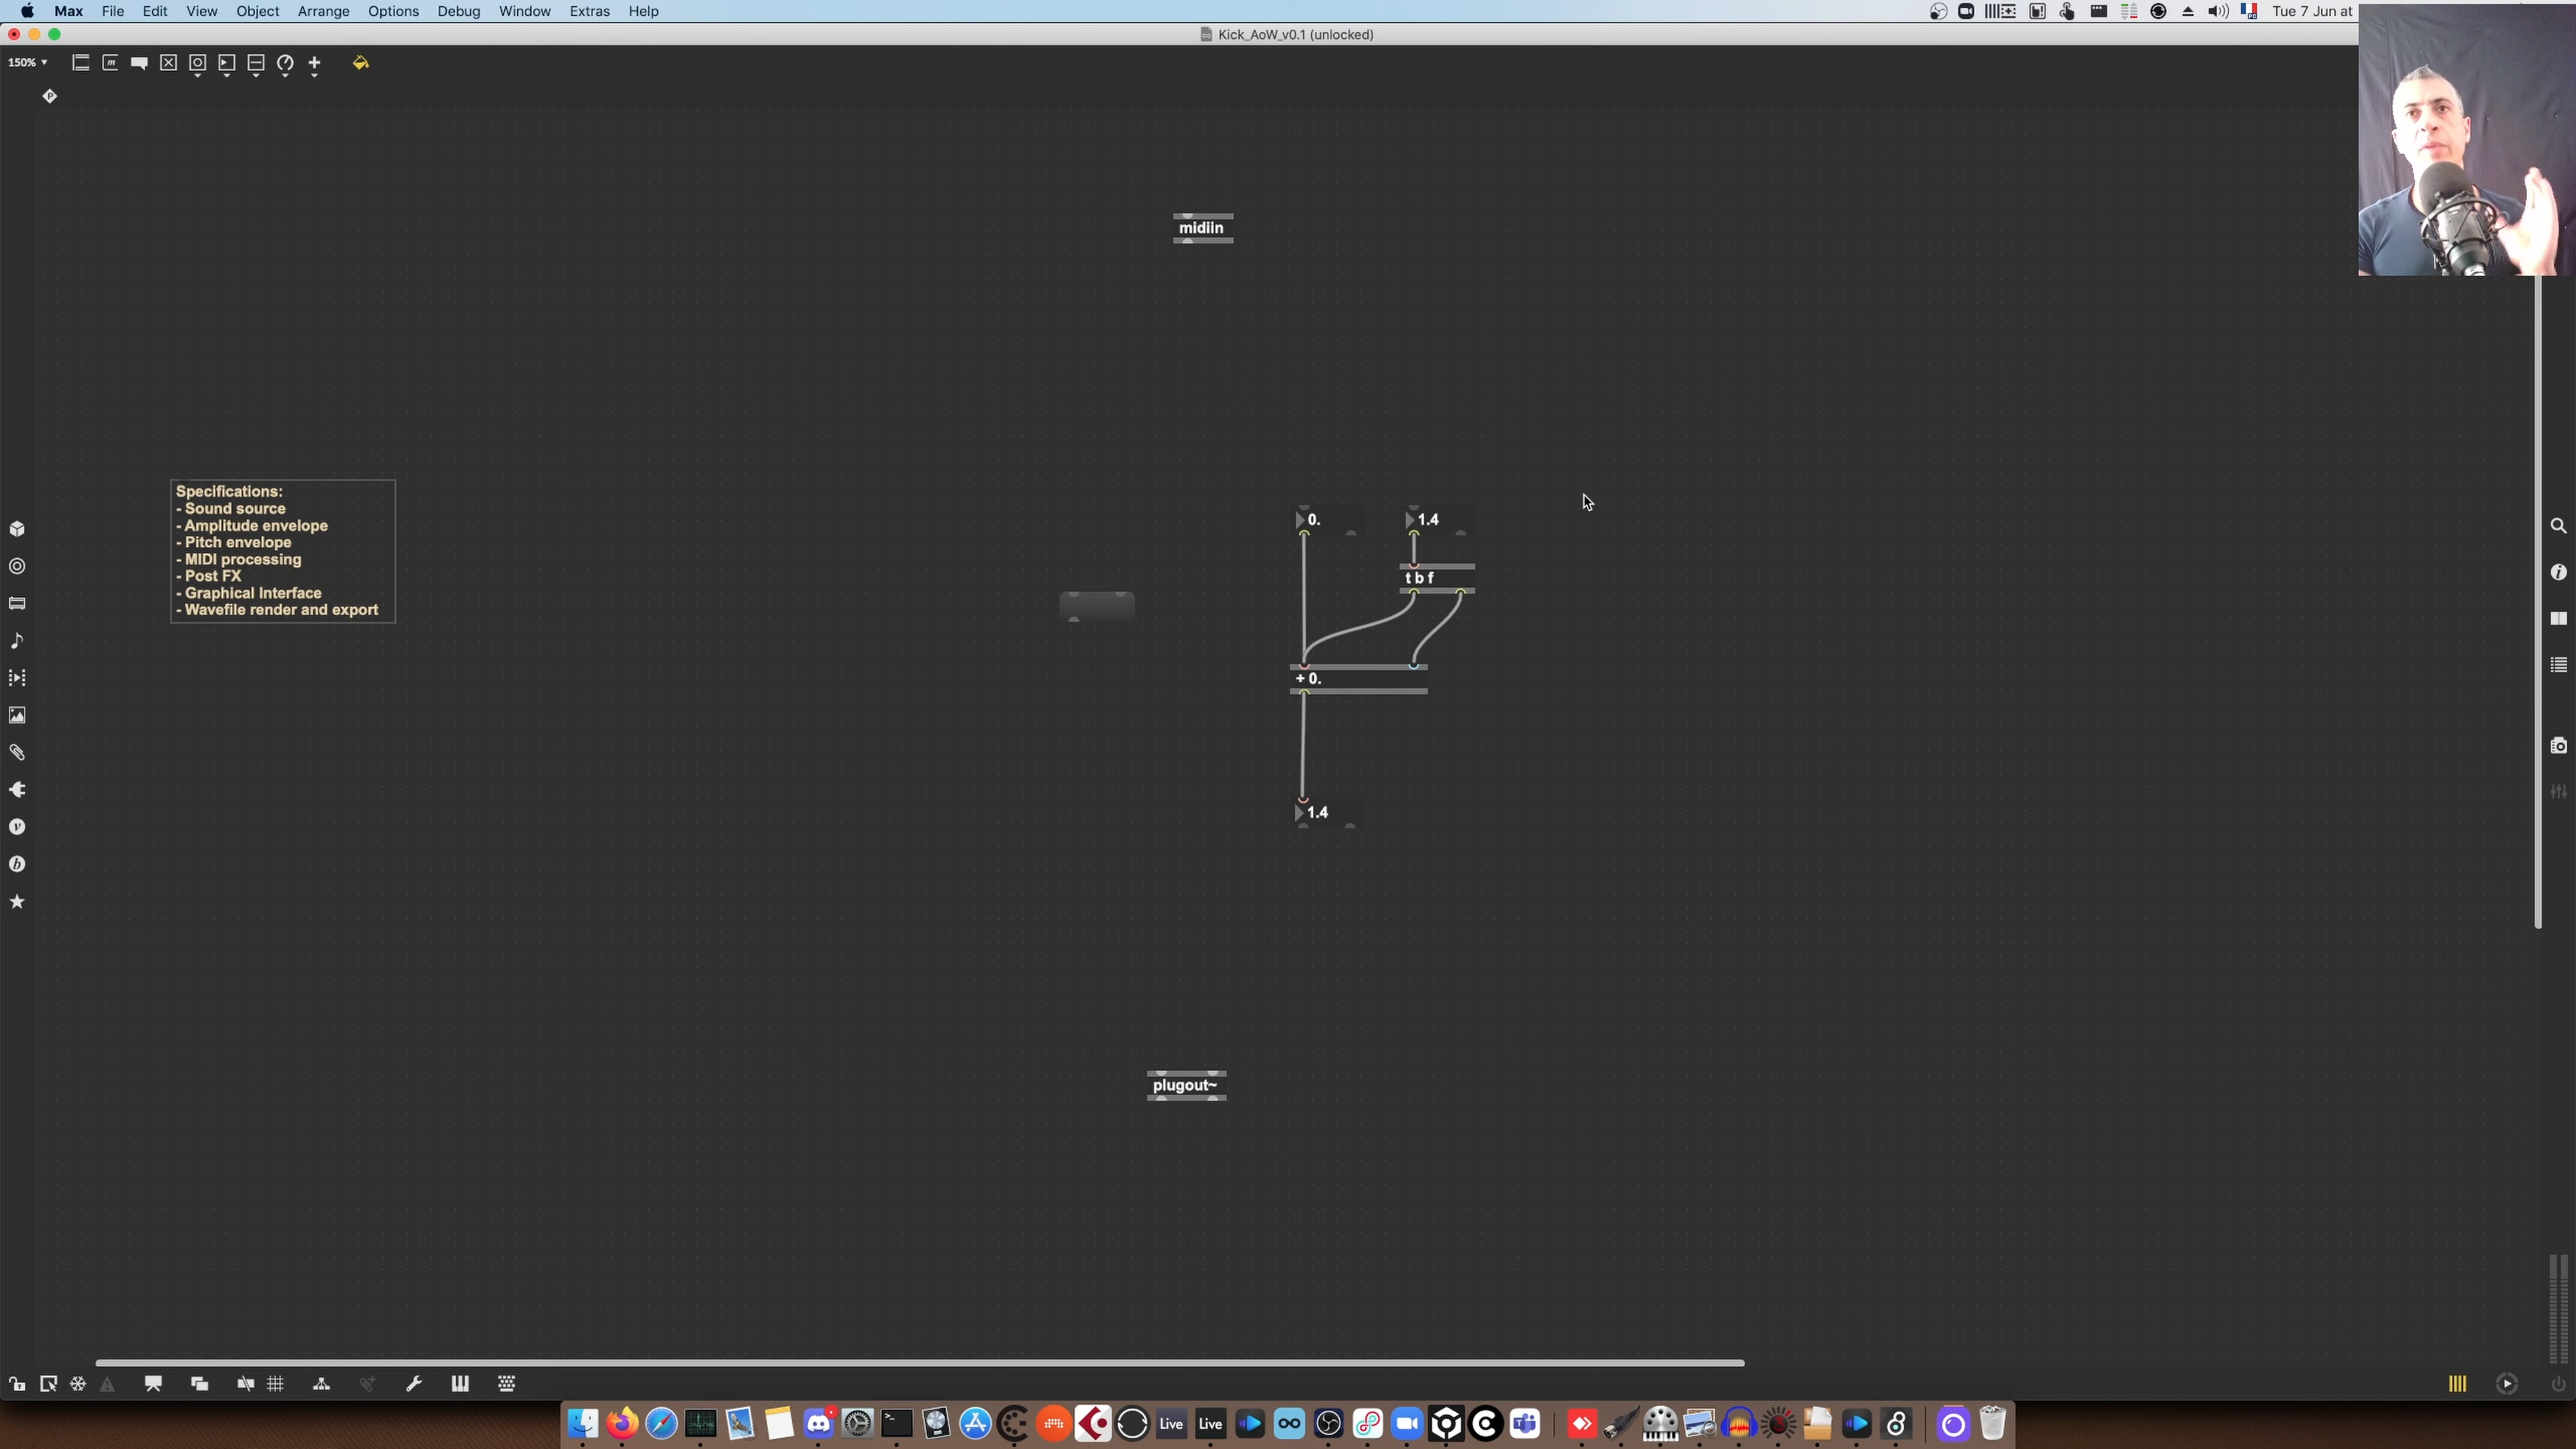 Max File Edit View Object Arrange Options Debug Window Extras Help
Tue 7 Jun at
Kick_AoW_v0.1 (unlocked)
150%
midiin
Specifications:
- Sound source
- Amplitude envelope
- Pitch envelope
- MIDI processing
- Post FX
- Graphical Interface
- Wavefile render and export
0. 1.4
t b f
+ 0.
1.4
plugout~
Live Live